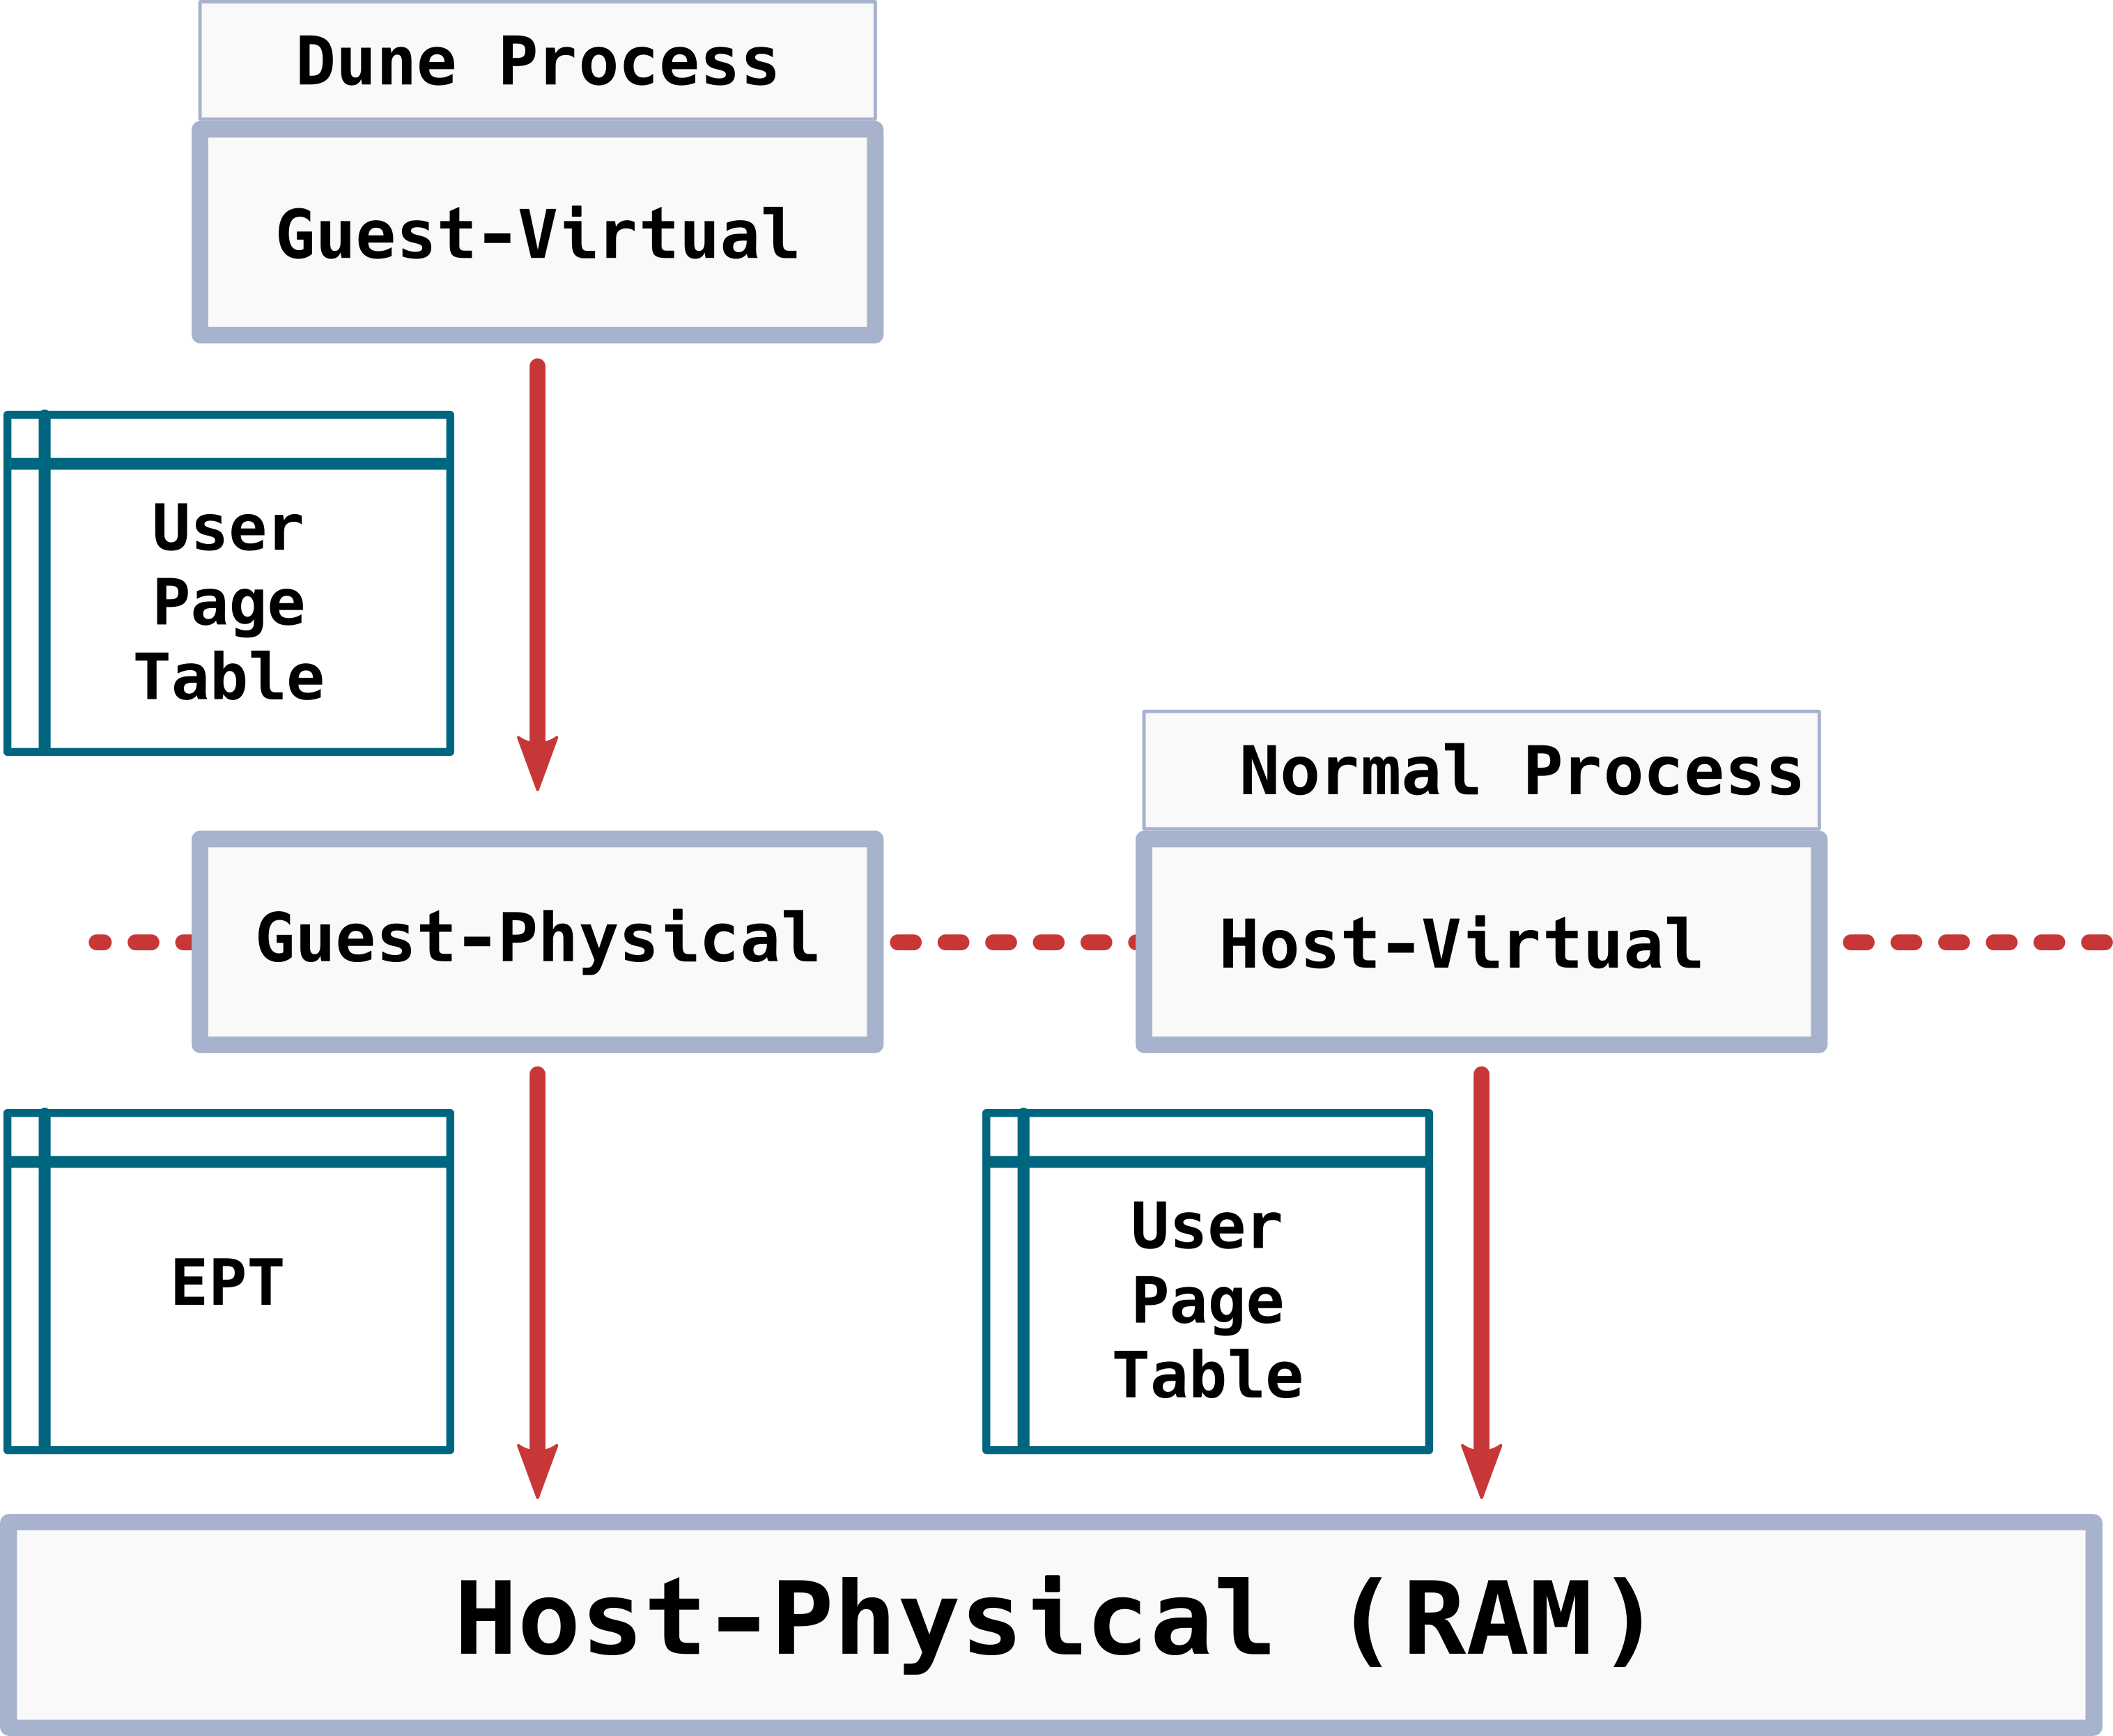 Dune Process
Guest-Virtual
User
Page
Table
Normal Process
Guest-Physical
Host-Virtual
EPT
User
Page
Table
Host-Physical (RAM)